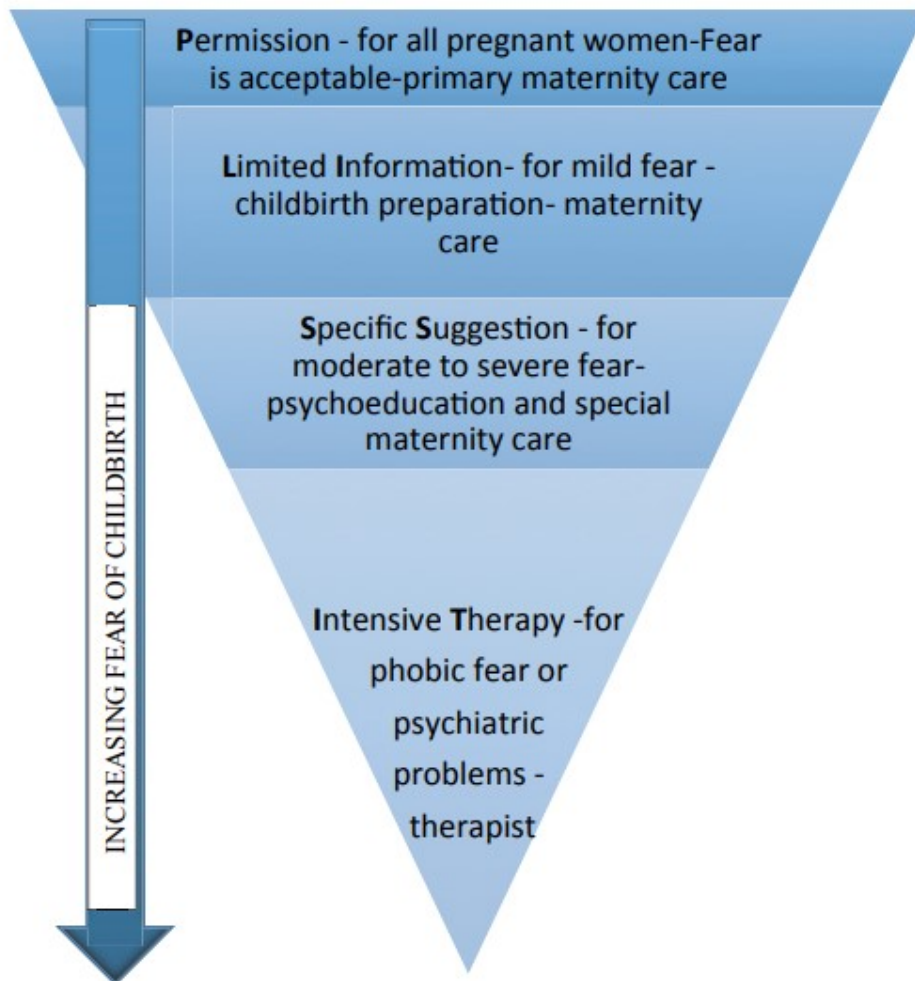 Permission - for all pregnant women-Fear
is acceptable-primary maternity care
Limited Information- for mild fear -
childbirth preparation- maternity
care
Specific Suggestion - for
moderate to severe fear-
psychoeducation and special
maternity care
Intensive Therapy -for
phobic fear or
psychiatric
problems -
therapist
INCREASING FEAR OF CHILDBIRTH